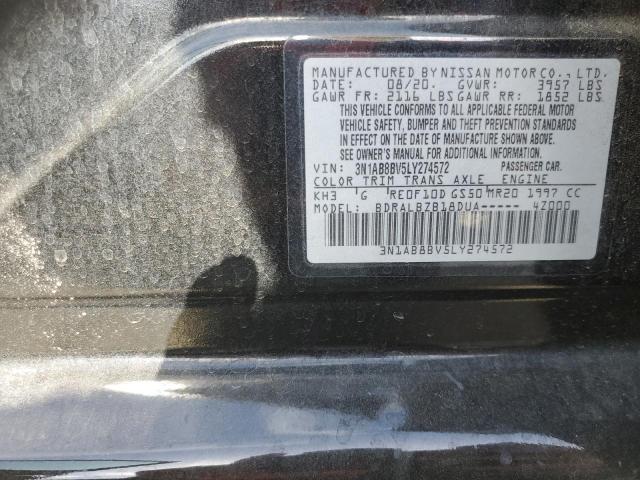 MANUFACTURED BY NISSAN MOTOR CO., LTD.
DATE: 08/20. GVWR: 3957 LBS
GAWR FR: 2116 LBS GAWR RR: 1852 LBS
THIS VEHICLE CONFORMS TO ALL APPLICABLE FEDERAL MOTOR
VEHICLE SAFETY, BUMPER AND THEFT PREVENTION STANDARDS
IN EFFECT ON THE DATE OF MANUFACTURE SHOWN ABOVE.
SEE OWNER'S MANUAL FOR ADDITIONAL INFORMATION.
VIN: 3N1AB8BV5LY274572 PASSENGER CAR.
COLOR TRIM TRANS AXLE ENGINE
KH3 G RE0F10D GS50 MR20 1997 CC
MODEL: BDRALBZB18DUA----- 4Z000
3N1AB8BV5LY274572